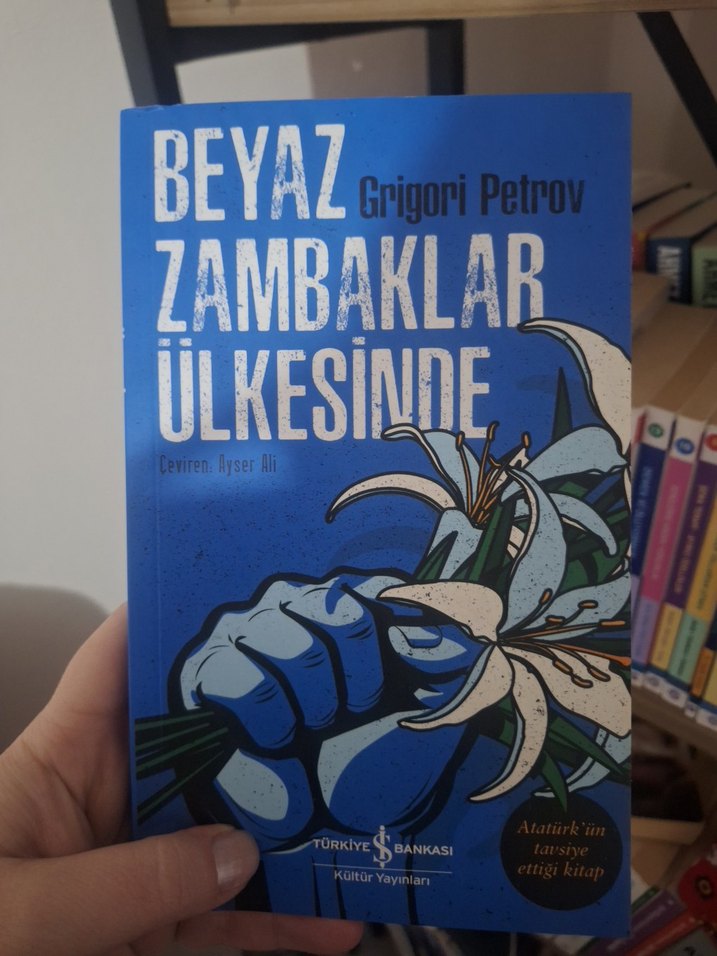 BEYAZ
Grigori Petrov
ZAMBAKLAR
ÜLKESİNDE
Çeviren: Ayser Ali
TÜRKİYE İŞ BANKASI
Kültür Yayınları
Atatürk'ün
tavsiye
ettiği kitap